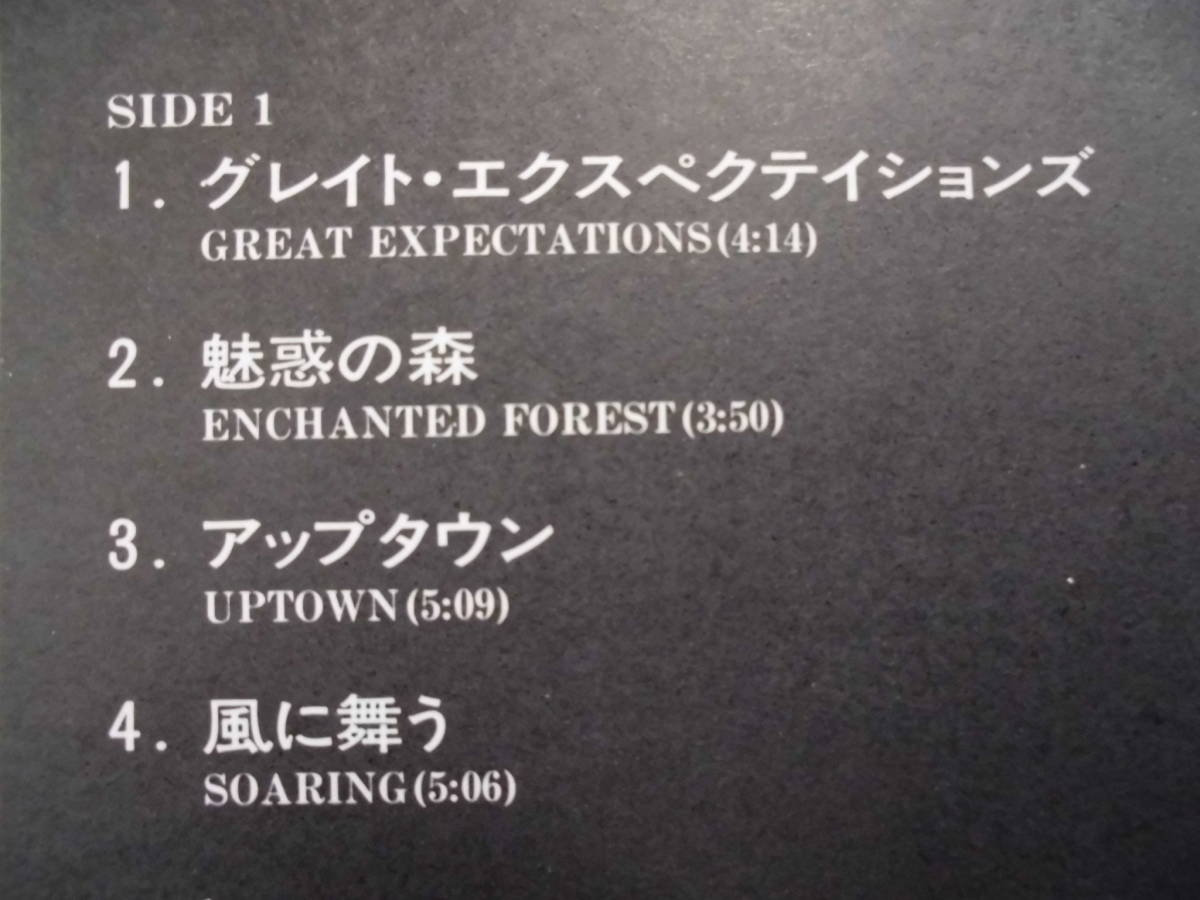 SIDE 1
1. グレイト・エクスペクテイションズ
GREAT EXPECTATIONS(4:14)
2. 魅惑の森
ENCHANTED FOREST(3:50)
3. アップタウン
UPTOWN(5:09)
4. 風に舞う
SOARING(5:06)